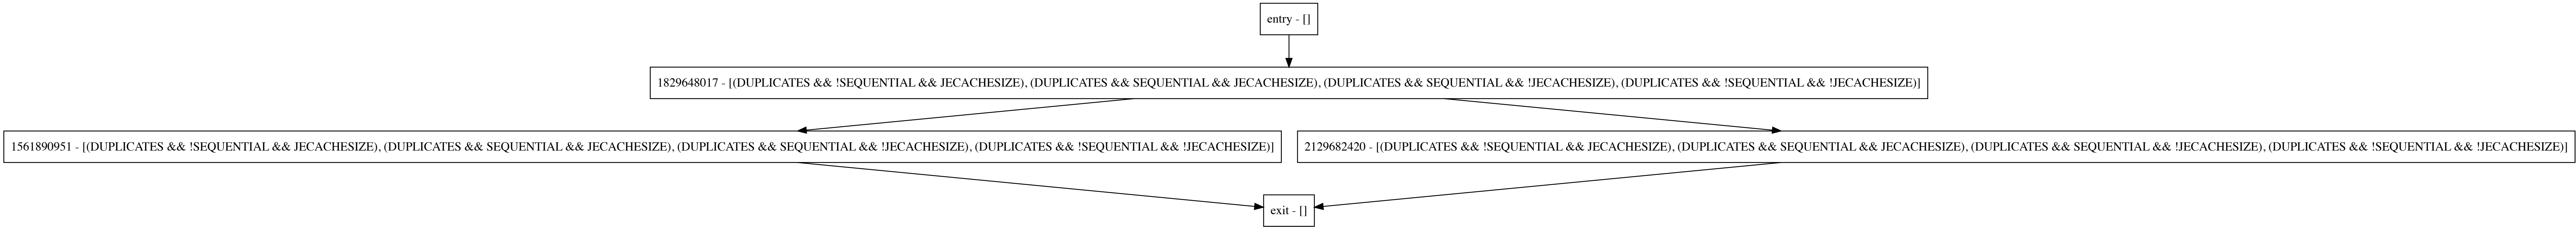 entry - []
1829648017 - [(DUPLICATES && !SEQUENTIAL && JECACHESIZE), (DUPLICATES && SEQUENTIAL && JECACHESIZE), (DUPLICATES && SEQUENTIAL && !JECACHESIZE), (DUPLICATES && !SEQUENTIAL && !JECACHESIZE)]
1561890951 - [(DUPLICATES && !SEQUENTIAL && JECACHESIZE), (DUPLICATES && SEQUENTIAL && JECACHESIZE), (DUPLICATES && SEQUENTIAL && !JECACHESIZE), (DUPLICATES && !SEQUENTIAL && !JECACHESIZE)]
2129682420 - [(DUPLICATES && !SEQUENTIAL && JECACHESIZE), (DUPLICATES && SEQUENTIAL && JECACHESIZE), (DUPLICATES && SEQUENTIAL && !JECACHESIZE), (DUPLICATES && !SEQUENTIAL && !JECACHESIZE)]
exit - []